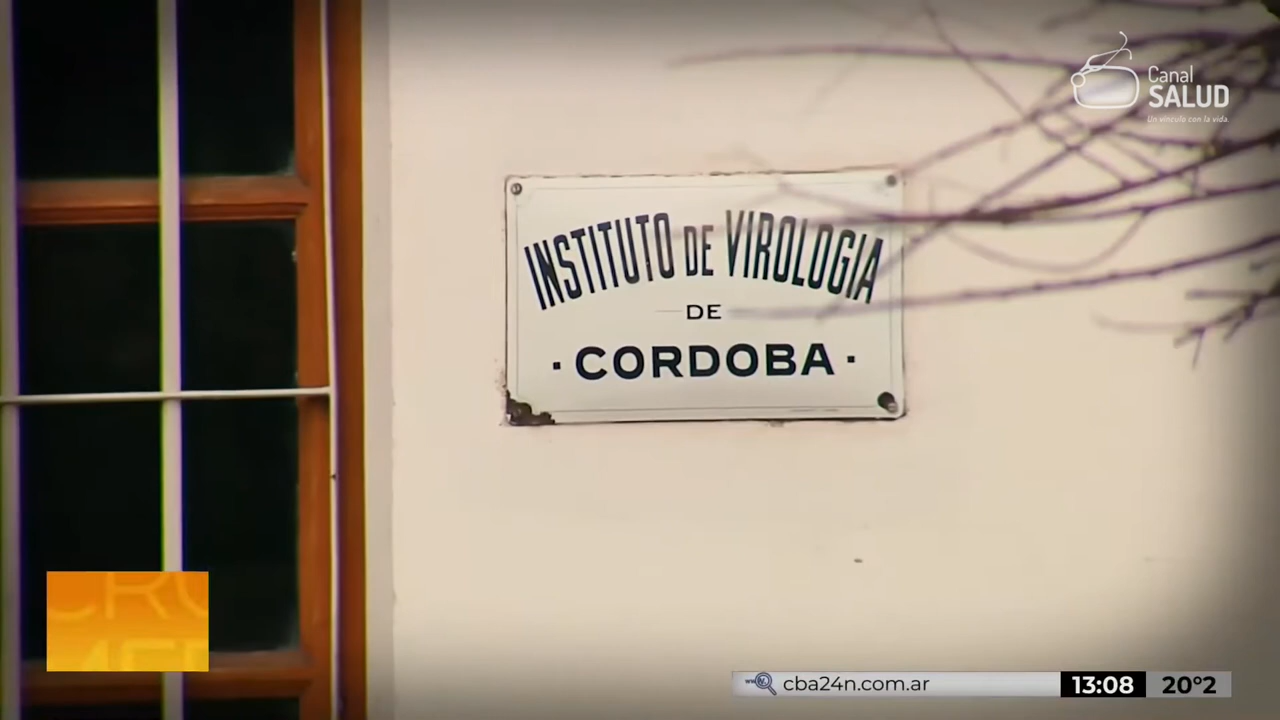 Canal
SALUD
Un vínculo con la vida.
INSTITUTO DE VIROLOGIA
DE
· CORDOBA ·
cba24n.com.ar
13:08
20°2